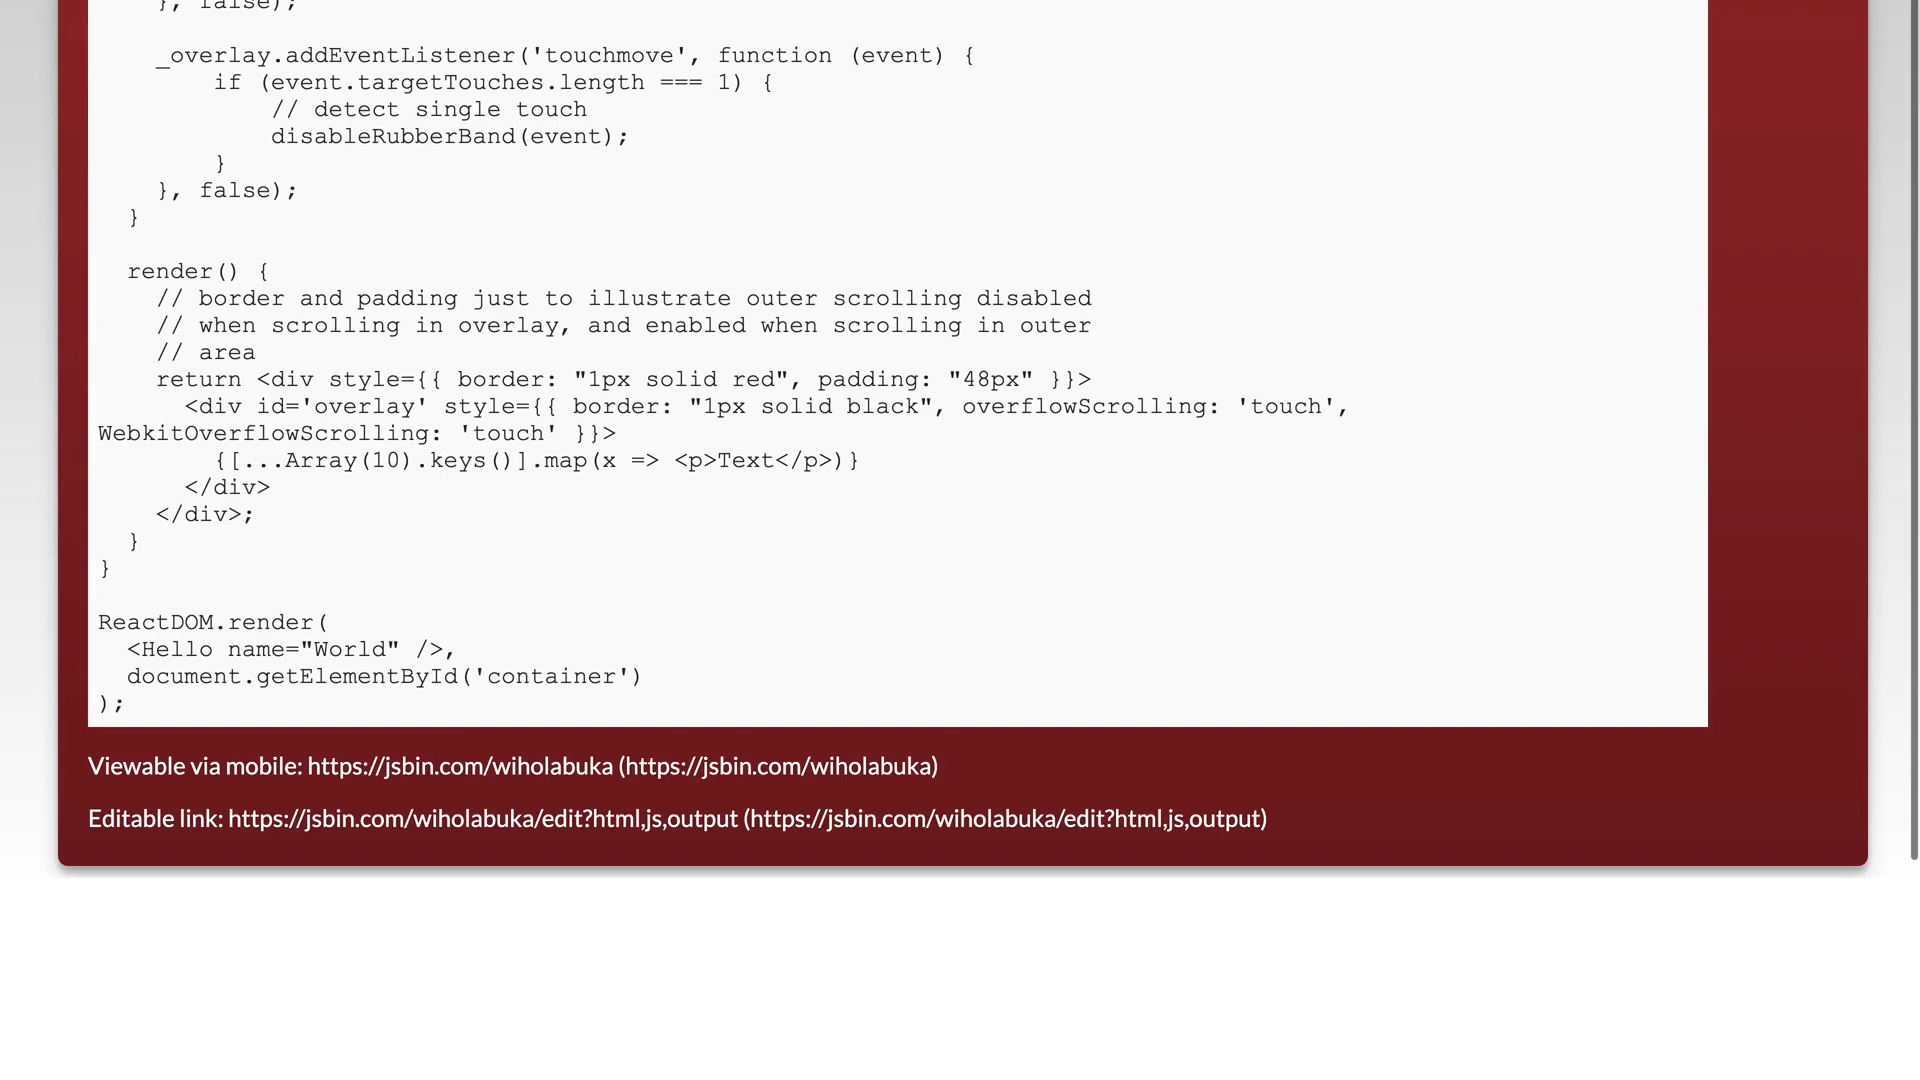 }, false);
_overlay.addEventListener('touchmove', function (event) {
if (event.targetTouches.length === 1) {
// detect single touch
disableRubberBand(event);
}
}, false);
}
render() {
// border and padding just to illustrate outer scrolling disabled
// when scrolling in overlay, and enabled when scrolling in outer
// area
return <div style={{ border: "1px solid red", padding: "48px" }}>
<div id='overlay' style={{ border: "1px solid black", overflowScrolling: 'touch',
WebkitOverflowScrolling: 'touch' }}>
{[...Array(10).keys()].map(x => <p>Text</p>)}
</div>
</div>;
}
}
ReactDOM.render(
<Hello name="World" />,
document.getElementById('container')
);
Viewable via mobile: https://jsbin.com/wiholabuka (https://jsbin.com/wiholabuka)
Editable link: https://jsbin.com/wiholabuka/edit?html,js,output (https://jsbin.com/wiholabuka/edit?html,js,output)